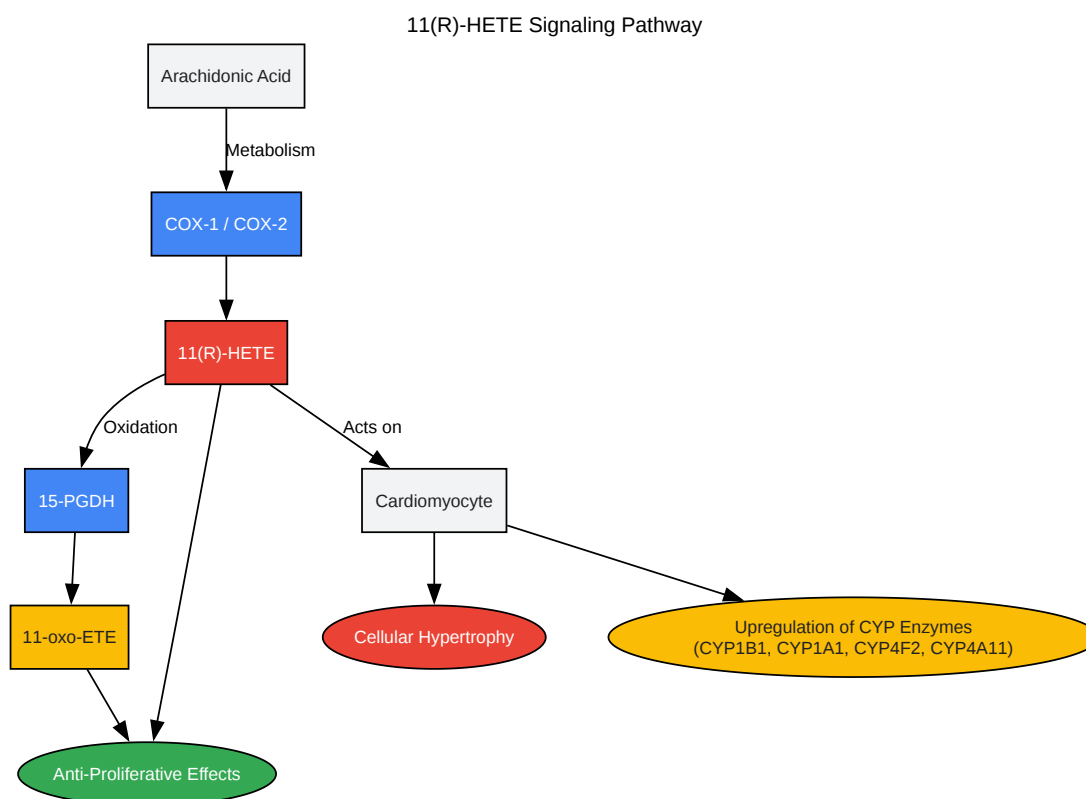 11(R)-HETE Signaling Pathway
Arachidonic Acid
Metabolism
COX-1 / COX-2
11(R)-HETE
Oxidation
Acts on
15-PGDH
Cardiomyocyte
11-oxo-ETE
Cellular Hypertrophy
Upregulation of CYP Enzymes
(CYP1B1, CYP1A1, CYP4F2, CYP4A11)
Anti-Proliferative Effects